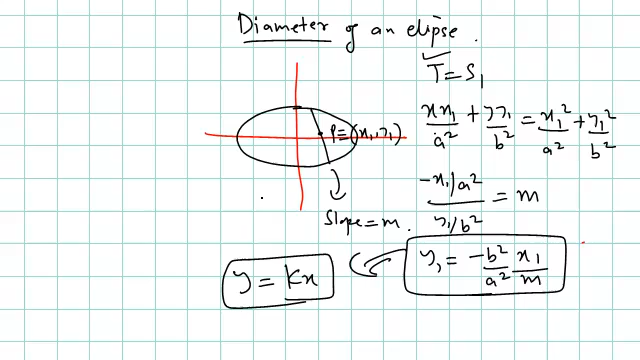 Diameter of an elipse.
T = S₁
P=(x₁, y₁)
xx₁/a² + yy₁/b² = x₁²/a² + y₁²/b²
(-x₁/a²)/(y₁/b²) = m
Slope = m.
y₁ = -b²/a² x₁/m
y = Kx